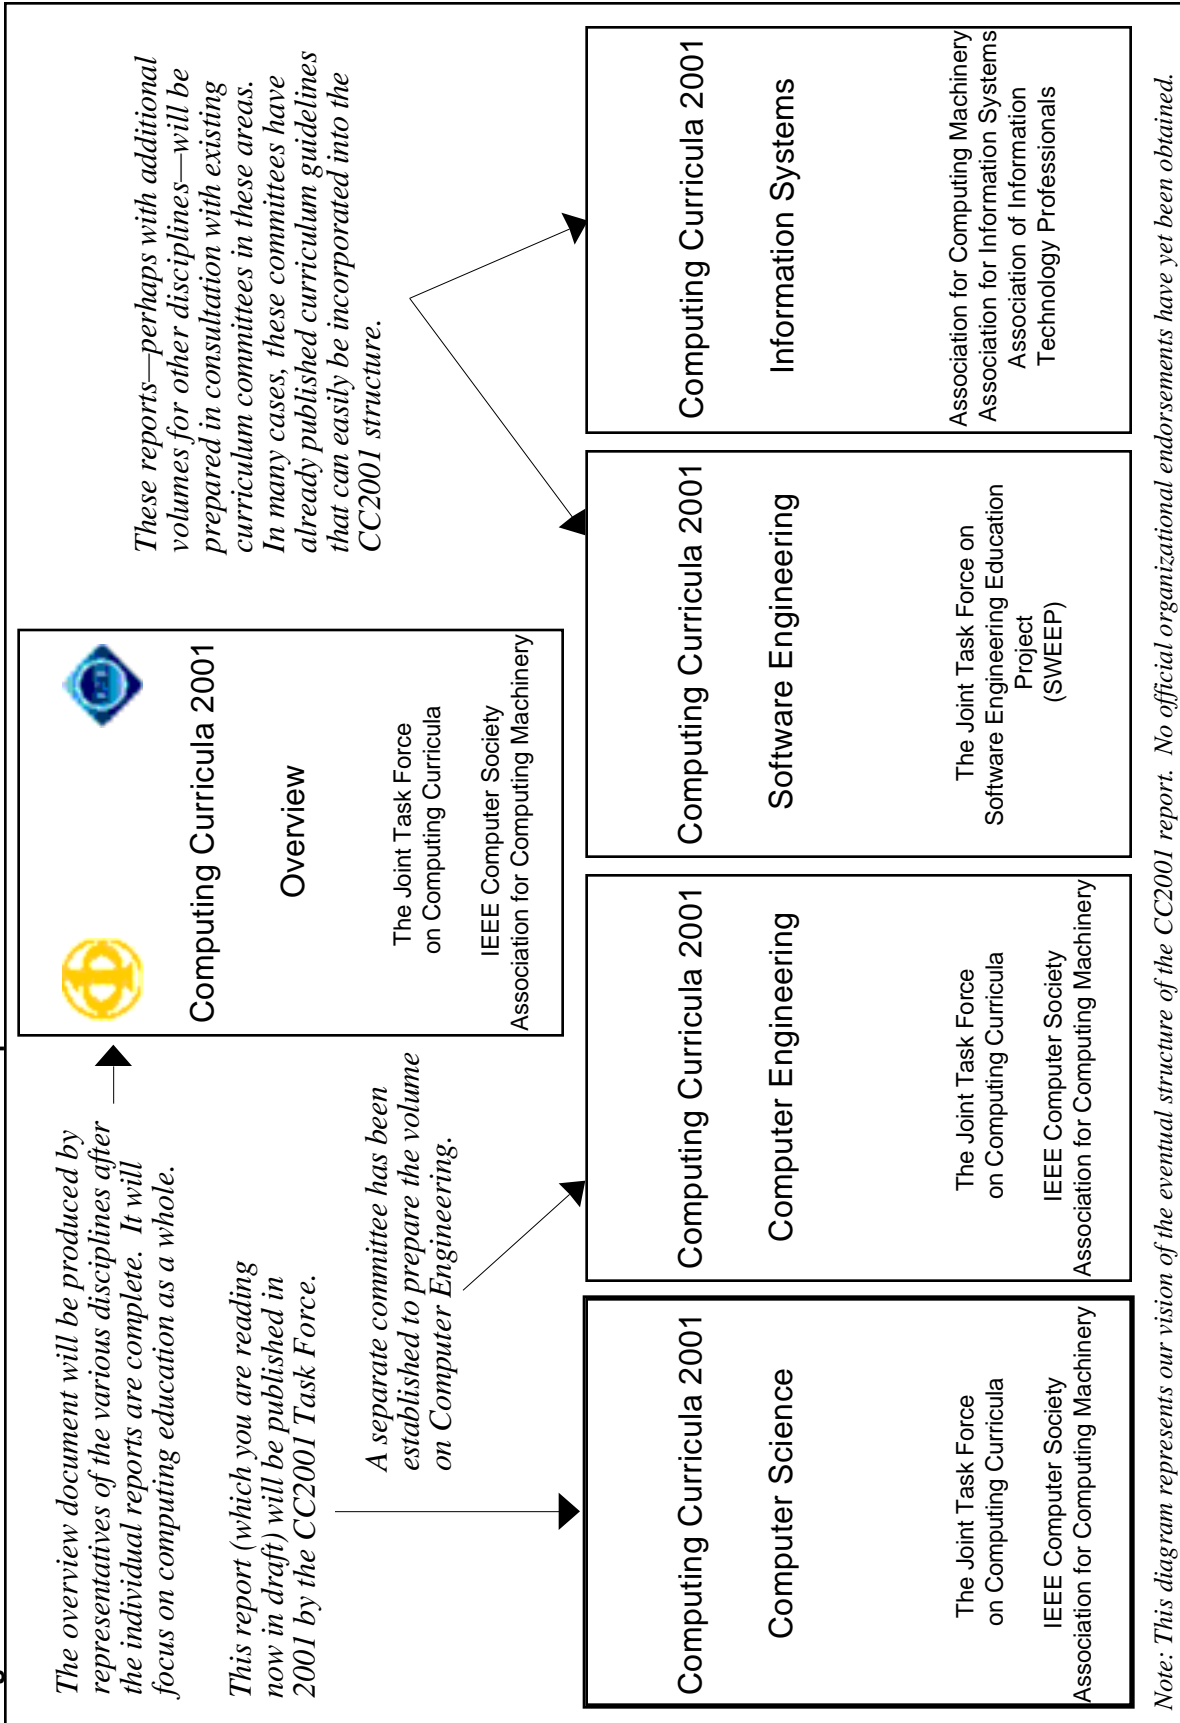 The overview document will be produced by
representatives of the various disciplines after
the individual reports are complete.  It will
focus on computing education as a whole.
This report (which you are reading
now in draft) will be published in
2001 by the CC2001 Task Force.
A separate committee has been
established to prepare the volume
on Computer Engineering.
Computing Curricula 2001
Overview
The Joint Task Force
on Computing Curricula
IEEE Computer Society
Association for Computing Machinery
These reports—perhaps with additional
volumes for other disciplines—will be
prepared in consultation with existing
curriculum committees in these areas.
In many cases, these committees have
already published curriculum guidelines
that can easily be incorporated into the
CC2001 structure.
Computing Curricula 2001
Computer Science
The Joint Task Force
on Computing Curricula
IEEE Computer Society
Association for Computing Machinery
Computing Curricula 2001
Computer Engineering
The Joint Task Force
on Computing Curricula
IEEE Computer Society
Association for Computing Machinery
Computing Curricula 2001
Software Engineering
The Joint Task Force on
Software Engineering Education
Project
(SWEEP)
Computing Curricula 2001
Information Systems
Association for Computing Machinery
Association for Information Systems
Association of Information
Technology Professionals
Note: This diagram represents our vision of the eventual structure of the CC2001 report.  No official organizational endorsements have yet been obtained.